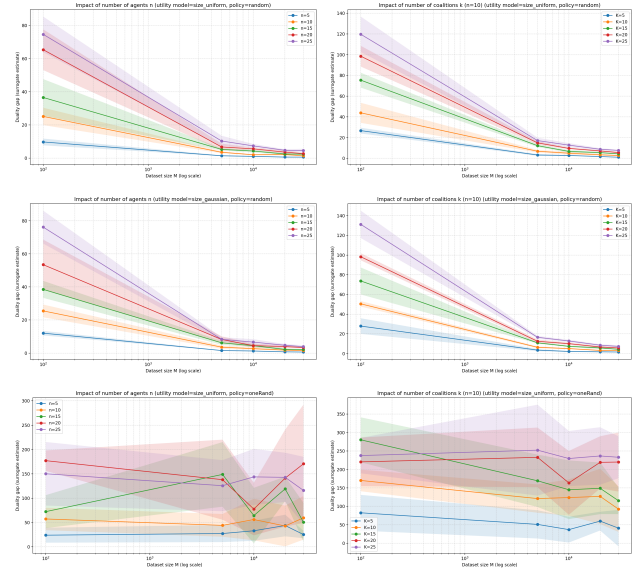 Impact of number of agents n (utility model=size_uniform, policy=random)
Duality gap (surrogate estimate)
80
60
40
20
0
n=5
n=10
n=15
n=20
n=25
10²
10³
10⁴
Dataset size M (log scale)
Impact of number of coalitions k (n=10) (utility model=size_uniform, policy=random)
Duality gap (surrogate estimate)
140
120
100
80
60
40
20
0
K=5
K=10
K=15
K=20
K=25
10²
10³
10⁴
Dataset size M (log scale)
Impact of number of agents n (utility model=size_gaussian, policy=random)
Duality gap (surrogate estimate)
80
60
40
20
0
n=5
n=10
n=15
n=20
n=25
10²
10³
10⁴
Dataset size M (log scale)
Impact of number of coalitions k (n=10) (utility model=size_gaussian, policy=random)
Duality gap (surrogate estimate)
140
120
100
80
60
40
20
0
K=5
K=10
K=15
K=20
K=25
10²
10³
10⁴
Dataset size M (log scale)
Impact of number of agents n (utility model=size_uniform, policy=oneRand)
Duality gap (surrogate estimate)
300
250
200
150
100
50
0
n=5
n=10
n=15
n=20
n=25
10²
10³
10⁴
Dataset size M (log scale)
Impact of number of coalitions k (n=10) (utility model=size_uniform, policy=oneRand)
Duality gap (surrogate estimate)
350
300
250
200
150
100
50
0
K=5
K=10
K=15
K=20
K=25
10²
10³
10⁴
Dataset size M (log scale)